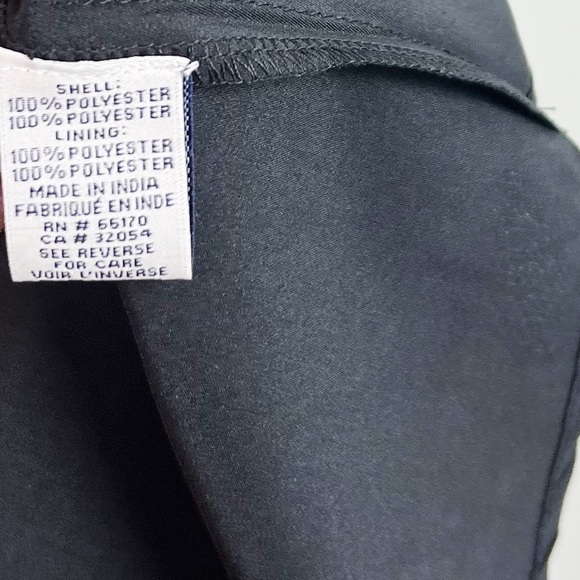 SHELL:
100% POLYESTER
100% POLYESTER
LINING:
100% POLYESTER
100% POLYESTER
MADE IN INDIA
FABRIQUÉ EN INDE
RN # 66170
CA # 32054
SEE REVERSE
FOR CARE
VOIR L'INVERSE